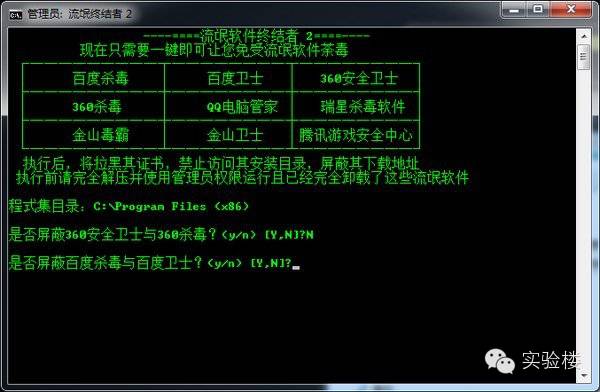 管理员: 流氓软件终结者 2
----====流氓软件终结者 2====----
现在只需要一键即可让您免受流氓软件荼毒
百度杀毒 百度卫士 360安全卫士
360杀毒 QQ电脑管家 瑞星杀毒软件
金山毒霸 金山卫士 腾讯游戏安全中心
执行后，将拉黑其证书，禁止访问其安装目录，屏蔽其下载地址
执行前请完全解压并使用管理员权限运行且已经完全卸载了这些流氓软件
程式集目录：C:\Program Files (x86)
是否屏蔽360安全卫士与360杀毒？(y/n) [Y,N]?N
是否屏蔽百度杀毒与百度卫士？(y/n) [Y,N]?
实验楼